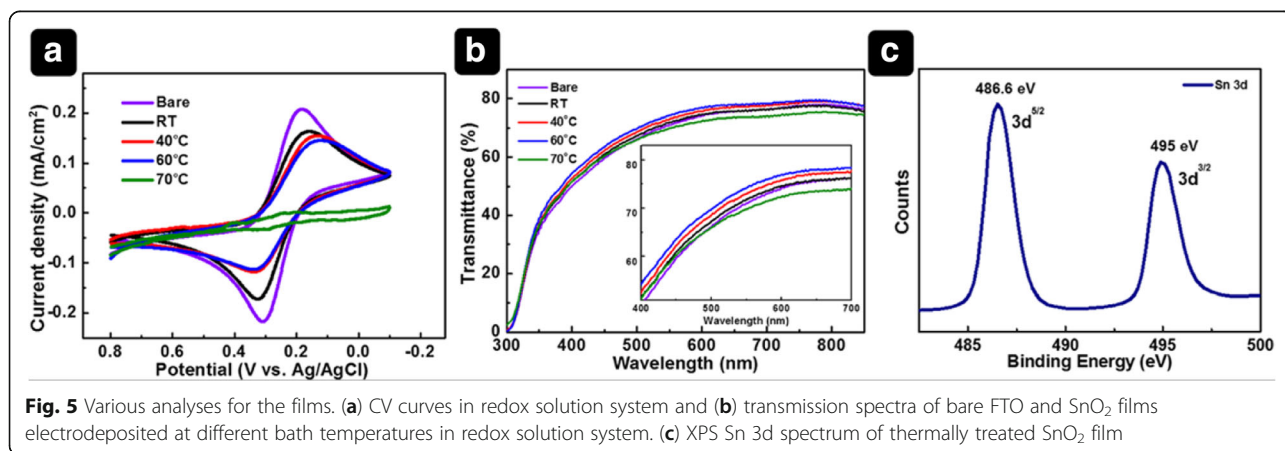 a
Bare
RT
40°C
60°C
70°C
0.2
0.1
0.0
-0.1
-0.2
Current density (mA/cm²)
0.8 0.6 0.4 0.2 0.0 -0.2
Potential (V vs. Ag/AgCl)
b
Bare
RT
40°C
60°C
70°C
80
60
40
20
0
Transmittance (%)
80
75
70
65
60
400 500 600 700
Wavelength (nm)
300 400 500 600 700 800
Wavelength (nm)
c
Sn 3d
486.6 eV
3d⁵/²
495 eV
3d³/²
Counts
485 490 495 500
Binding Energy (eV)
Fig. 5 Various analyses for the films. (a) CV curves in redox solution system and (b) transmission spectra of bare FTO and SnO₂ films
electrodeposited at different bath temperatures in redox solution system. (c) XPS Sn 3d spectrum of thermally treated SnO₂ film